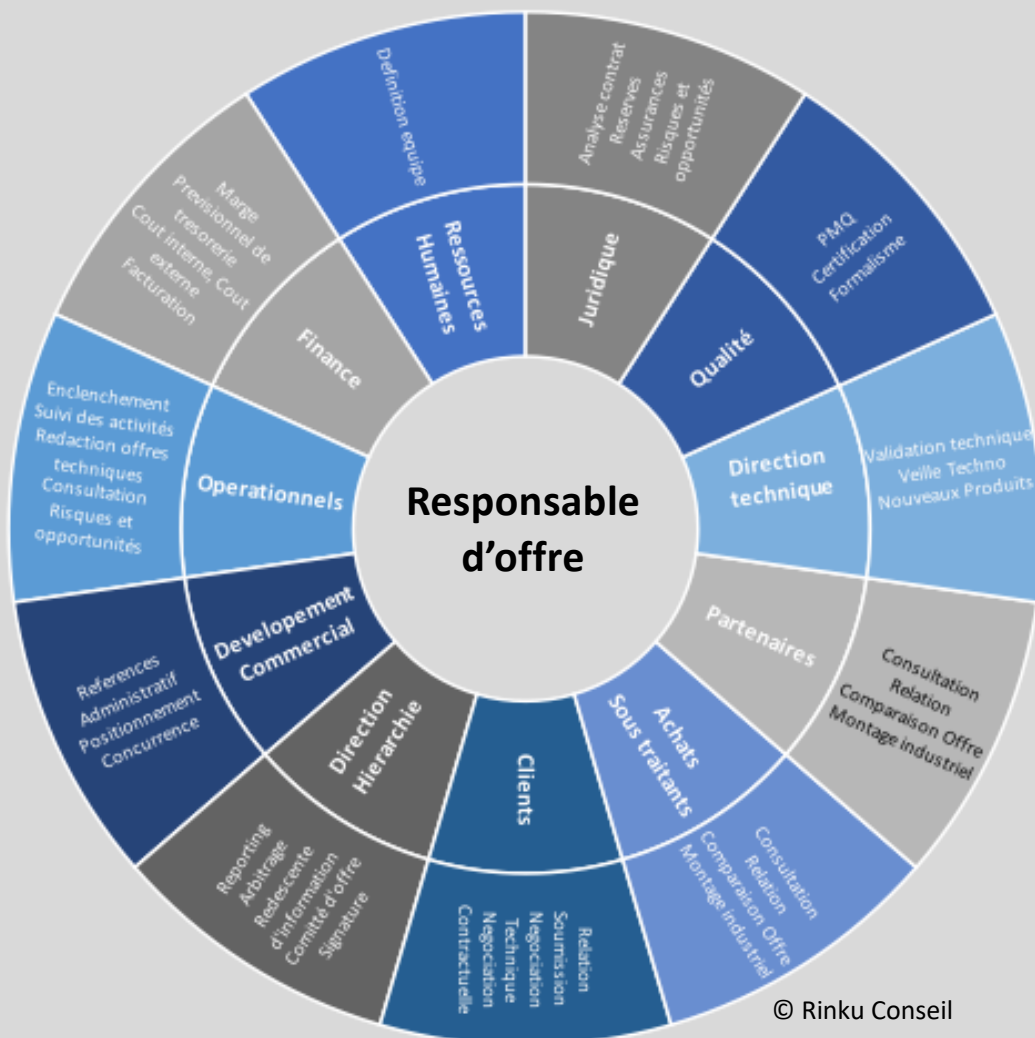 Responsable
d'offre
Juridique
Analyse contrat
Reserves
Assurances
Risques et
opportunités
Qualité
PMQ
Certification
Formalisme
Direction
technique
Validation technique
Veille Techno
Nouveaux Produits
Partenaires
Consultation
Relation
Comparaison Offre
Montage industriel
Achats
Sous traitants
Consultation
Relation
Comparaison Offre
Montage industriel
Clients
Relation
Soumission
Negociation
Technique
Negociation
Contractuelle
Direction
Hierarchie
Reporting
Arbitrage
Redescente
d'information
Comitté d'offre
Signature
Developement
Commercial
References
Administratif
Positionnement
Concurrence
Operationnels
Enclenchement
Suivi des activités
Redaction offres
techniques
Consultation
Risques et
opportunités
Finance
Marge
Previsionnel de
tresorerie
Cout interne, Cout
externe
Facturation
Ressources
Humaines
Definition equipe
© Rinku Conseil